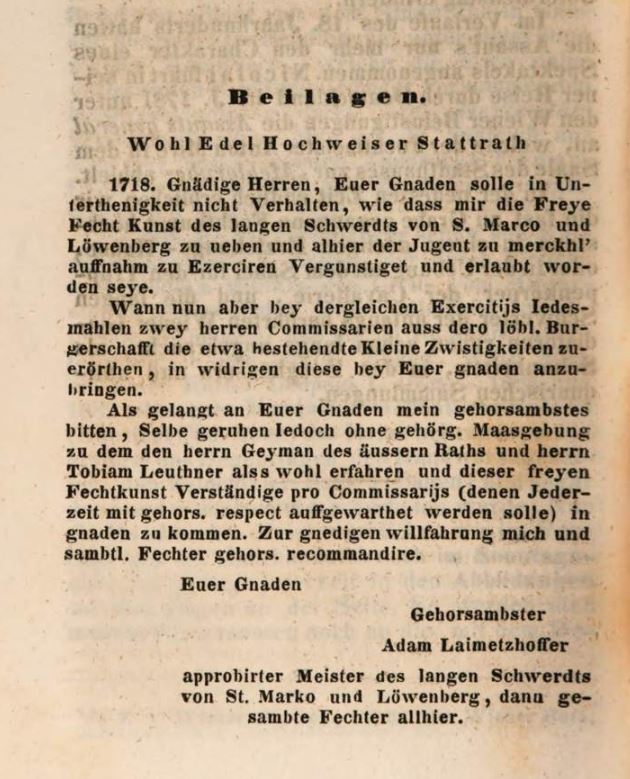 Beilagen.
Wohl Edel Hochweiser Stattrath
1718. Gnädige Herren, Euer Gnaden solle in Un-
terthenigkeit nicht Verhalten, wie dass mir die Freye
Fecht Kunst des langen Schwerdts von S. Marco und
Löwenberg zu ueben und alhier der Jugeut zu merckhl'
auffnahm zu Ezerciren Vergunstiget und erlaubt wor-
den seye.
Wann nun aber bey dergleichen Exercitijs Iedes-
mahlen zwey herren Commissarien auss dero löbl. Bur-
gerschafft die etwa bestehendte Kleine Zwistigkeiten zu-
erörthen, in widrigen diese bey Euer gnaden anzu-
bringen.
Als gelangt an Euer Gnaden mein gehorsambstes
bitten, Selbe geruhen Iedoch ohne gehörg. Maasgebung
zu dem den herrn Geyman des äussern Raths und herrn
Tobiam Leuthner alss wohl erfahren und dieser freyen
Fechtkunst Verständige pro Commissarijs (denen Jeder-
zeit mit gehors. respect auffgewarthet werden solle) in
gnaden zu kommen. Zur gnedigen willfahrung mich und
sambtl. Fechter gehors. recommandire.
Euer Gnaden
Gehorsambster
Adam Laimetzhoffer
approbirter Meister des langen Schwerdts
von St. Marko und Löwenberg, dann ge-
sambte Fechter allhier.